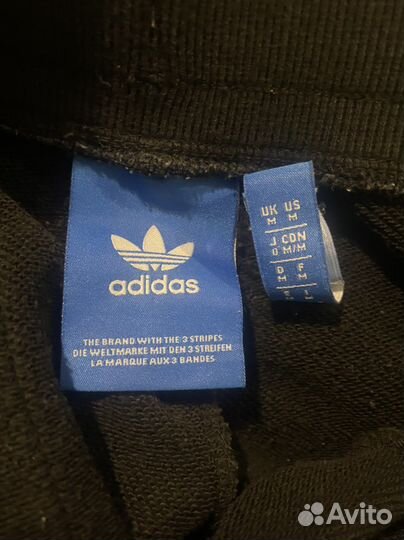 adidas
THE BRAND WITH THE 3 STRIPES
DIE WELTMARKE MIT DEN 3 STREIFEN
LA MARQUE AUX 3 BANDES
UK US
M M
J CDN
O M/M
D F
M M
Avito